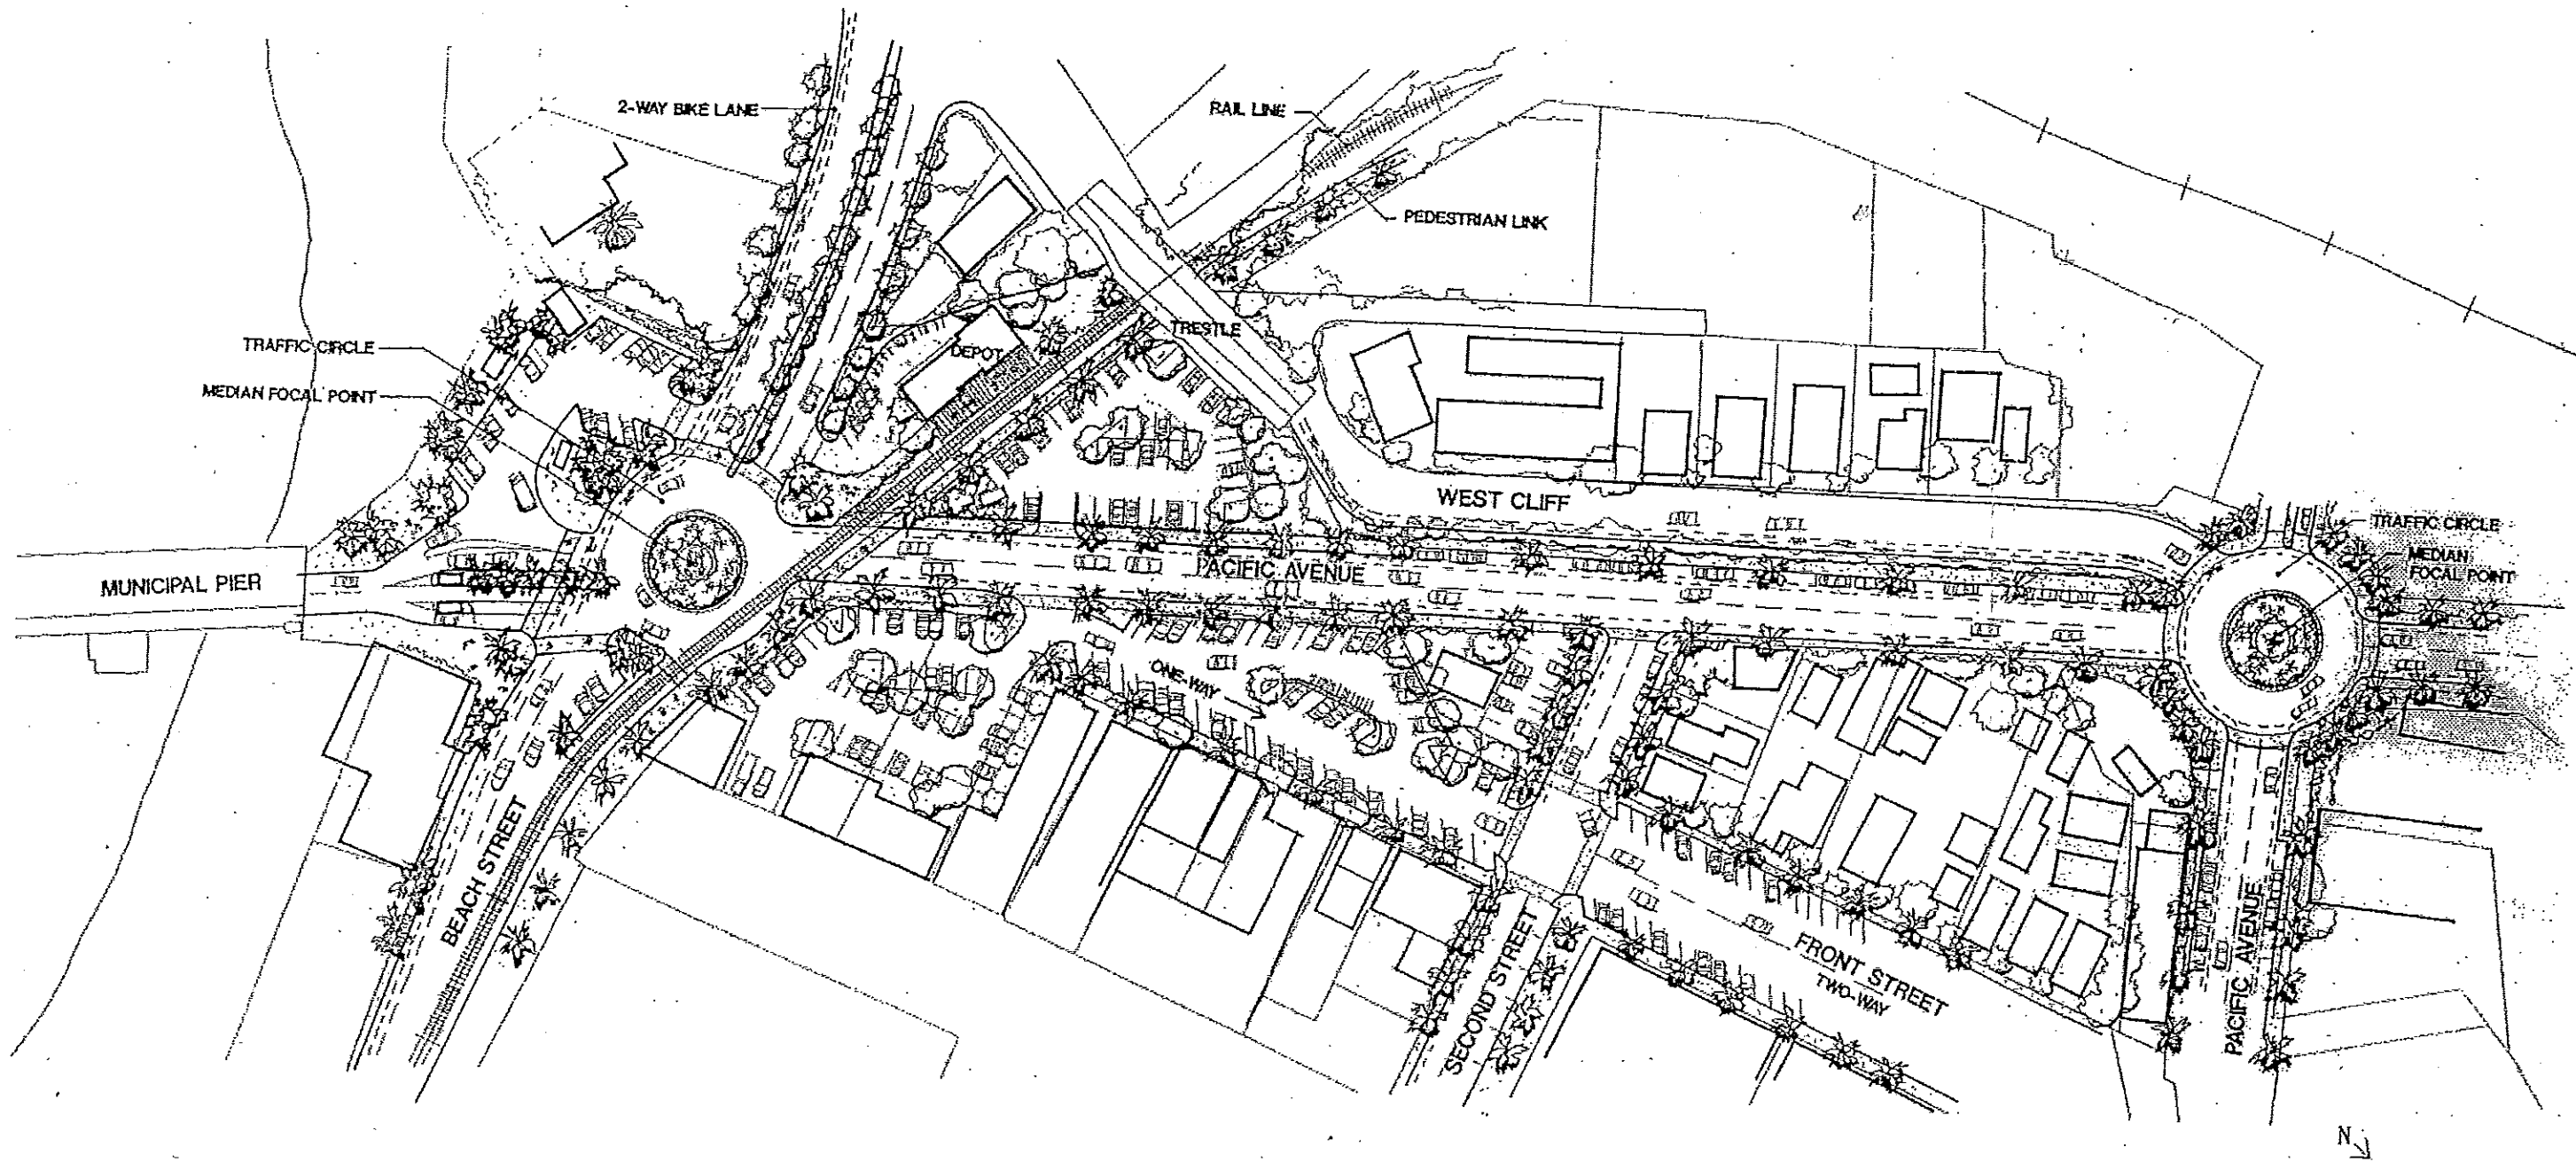 2-WAY BIKE LANE
RAIL LINE
PEDESTRIAN LINK
TRAFFIC CIRCLE
MEDIAN FOCAL POINT
TRESTLE
DEPOT
WEST CLIFF
TRAFFIC CIRCLE
MEDIAN
FOCAL POINT
MUNICIPAL PIER
PACIFIC AVENUE
ONE-WAY
BEACH STREET
SECOND STREET
FRONT STREET
TWO-WAY
PACIFIC AVENUE
N